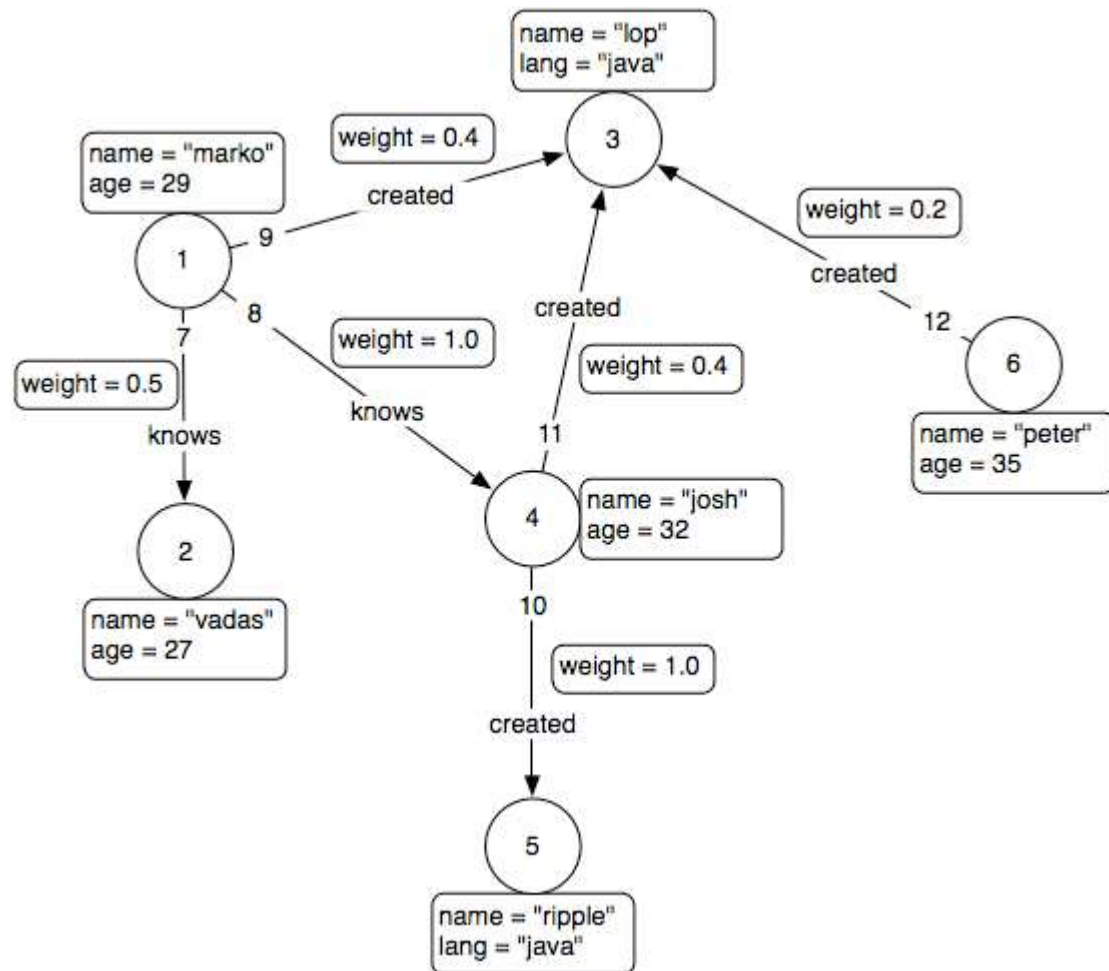 name = "lop"
lang = "java"
3
weight = 0.4
created
name = "marko"
age = 29
1
9
8
7
weight = 0.5
knows
weight = 1.0
knows
created
weight = 0.4
11
weight = 0.2
created
12
6
name = "peter"
age = 35
2
name = "vadas"
age = 27
4
name = "josh"
age = 32
10
weight = 1.0
created
5
name = "ripple"
lang = "java"